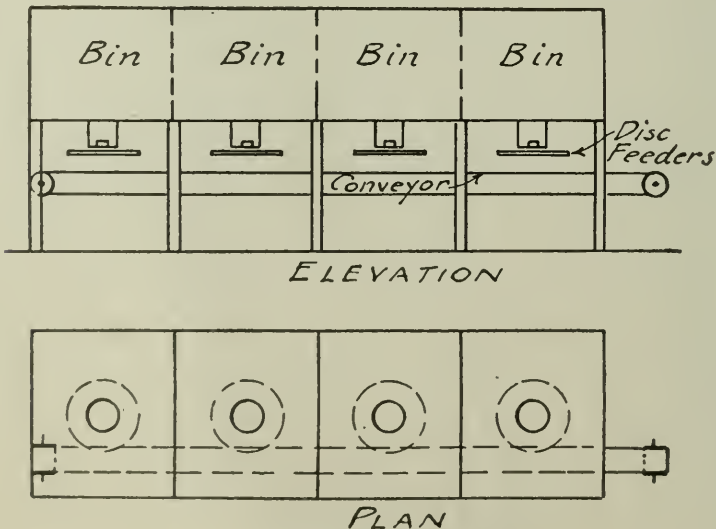 Bin Bin Bin Bin
Disc
Feeders
Conveyor
ELEVATION
PLAN